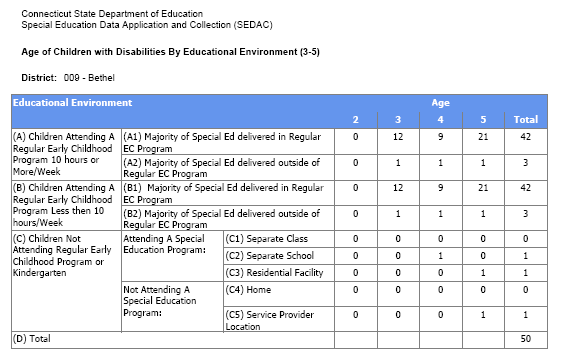 Connecticut State Department of Education
Special Education Data Application and Collection (SEDAC)
Age of Children with Disabilities By Educational Environment (3-5)
District: 009 - Bethel
Educational Environment Age
2 3 4 5 Total
(A) Children Attending A Regular Early Childhood Program 10 hours or More/Week
(A1) Majority of Special Ed delivered in Regular EC Program 0 12 9 21 42
(A2) Majority of Special Ed delivered outside of Regular EC Program 0 1 1 1 3
(B) Children Attending A Regular Early Childhood Program Less then 10 hours/Week
(B1) Majority of Special Ed delivered in Regular EC Program 0 12 9 21 42
(B2) Majority of Special Ed delivered outside of Regular EC Program 0 1 1 1 3
(C) Children Not Attending Regular Early Childhood Program or Kindergarten
Attending A Special Education Program:
(C1) Separate Class 0 0 0 0 0
(C2) Separate School 0 0 1 0 1
(C3) Residential Facility 0 0 0 1 1
Not Attending A Special Education Program:
(C4) Home 0 0 0 0 0
(C5) Service Provider Location 0 0 0 1 1
(D) Total 50